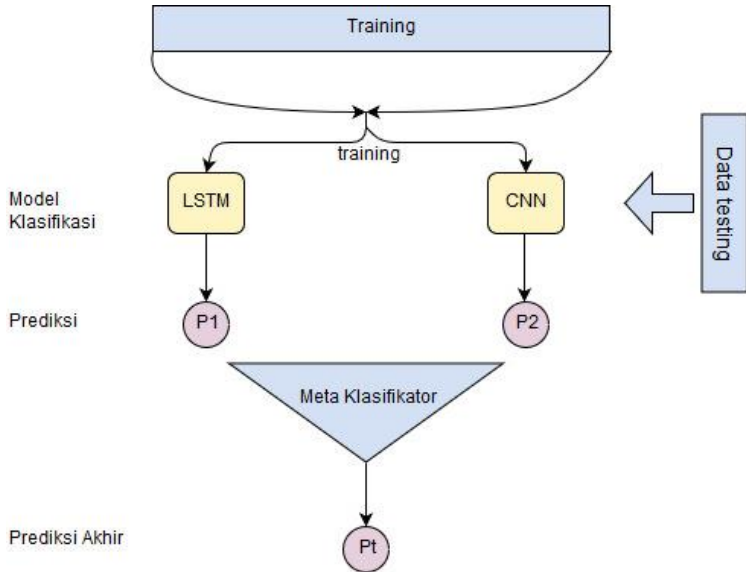 Training
training
Model
Klasifikasi
LSTM
CNN
Data testing
Prediksi
P1
P2
Meta Klasifikator
Prediksi Akhir
Pt